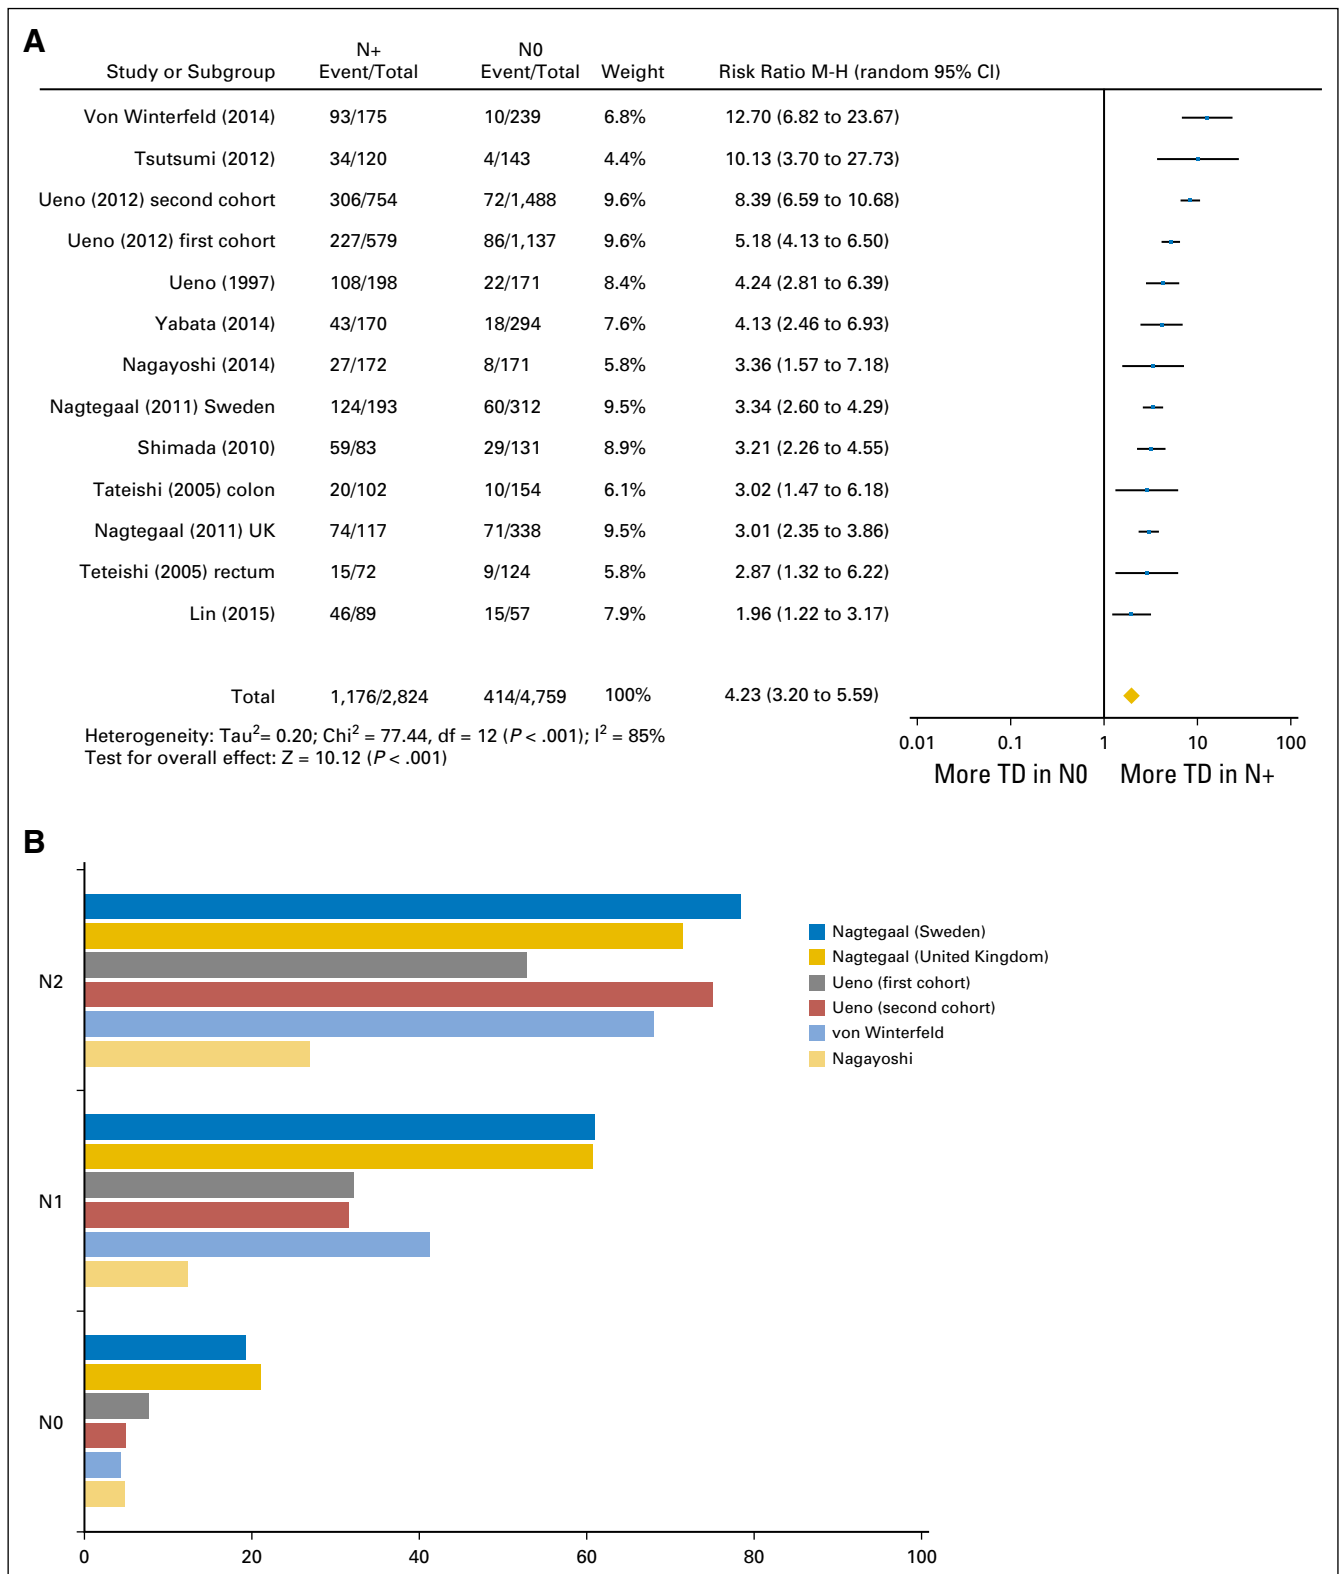 A
N+ N0
Study or Subgroup Event/Total Event/Total Weight Risk Ratio M-H (random 95% CI)
Von Winterfeld (2014) 93/175 10/239 6.8% 12.70 (6.82 to 23.67)
Tsutsumi (2012) 34/120 4/143 4.4% 10.13 (3.70 to 27.73)
Ueno (2012) second cohort 306/754 72/1,488 9.6% 8.39 (6.59 to 10.68)
Ueno (2012) first cohort 227/579 86/1,137 9.6% 5.18 (4.13 to 6.50)
Ueno (1997) 108/198 22/171 8.4% 4.24 (2.81 to 6.39)
Yabata (2014) 43/170 18/294 7.6% 4.13 (2.46 to 6.93)
Nagayoshi (2014) 27/172 8/171 5.8% 3.36 (1.57 to 7.18)
Nagtegaal (2011) Sweden 124/193 60/312 9.5% 3.34 (2.60 to 4.29)
Shimada (2010) 59/83 29/131 8.9% 3.21 (2.26 to 4.55)
Tateishi (2005) colon 20/102 10/154 6.1% 3.02 (1.47 to 6.18)
Nagtegaal (2011) UK 74/117 71/338 9.5% 3.01 (2.35 to 3.86)
Teteishi (2005) rectum 15/72 9/124 5.8% 2.87 (1.32 to 6.22)
Lin (2015) 46/89 15/57 7.9% 1.96 (1.22 to 3.17)
Total 1,176/2,824 414/4,759 100% 4.23 (3.20 to 5.59)
Heterogeneity: Tau²= 0.20; Chi² = 77.44, df = 12 (P < .001); I² = 85%
Test for overall effect: Z = 10.12 (P < .001)
0.01 0.1 1 10 100
More TD in N0 More TD in N+
B
Nagtegaal (Sweden)
Nagtegaal (United Kingdom)
Ueno (first cohort)
Ueno (second cohort)
von Winterfeld
Nagayoshi
N2
N1
N0
0 20 40 60 80 100